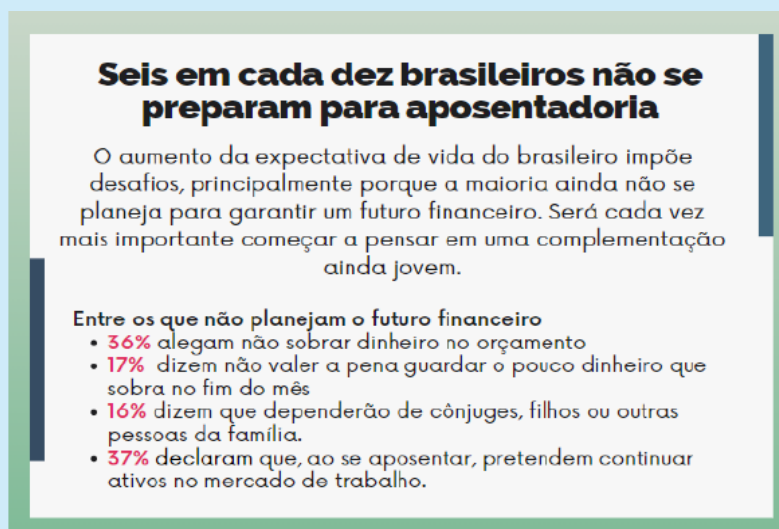 Seis em cada dez brasileiros não se
preparam para aposentadoria
O aumento da expectativa de vida do brasileiro impõe
desafios, principalmente porque a maioria ainda não se
planeja para garantir um futuro financeiro. Será cada vez
mais importante começar a pensar em uma complementação
ainda jovem.
Entre os que não planejam o futuro financeiro
• 36% alegam não sobrar dinheiro no orçamento
• 17% dizem não valer a pena guardar o pouco dinheiro que
sobra no fim do mês
• 16% dizem que dependerão de cônjuges, filhos ou outras
pessoas da família.
• 37% declaram que, ao se aposentar, pretendem continuar
ativos no mercado de trabalho.